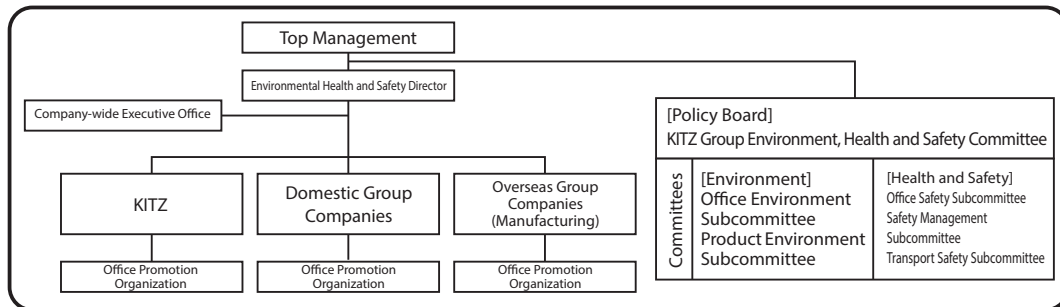 Top Management
Environmental Health and Safety Director
Company-wide Executive Office
KITZ
Domestic Group
Companies
Overseas Group
Companies
(Manufacturing)
Office Promotion
Organization
Office Promotion
Organization
Office Promotion
Organization
[Policy Board]
KITZ Group Environment, Health and Safety Committee
Committees
[Environment]
Office Environment
Subcommittee
Product Environment
Subcommittee
[Health and Safety]
Office Safety Subcommittee
Safety Management
Subcommittee
Transport Safety Subcommittee